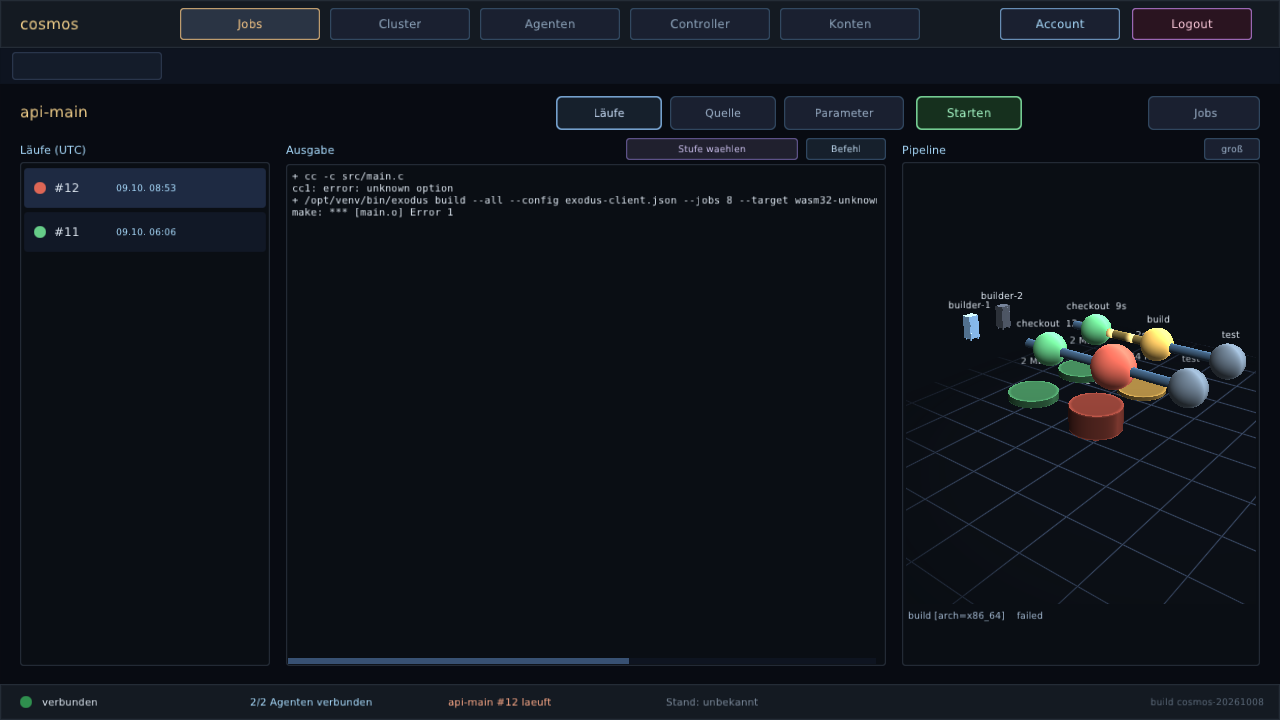 cosmos
Jobs
Cluster
Agenten
Controller
Konten
Account
Logout
api-main
Läufe
Quelle
Parameter
Starten
Jobs
Läufe (UTC)
#12 09.10. 08:53
#11 09.10. 06:06
Ausgabe
Stufe waehlen
Befehl
+ cc -c src/main.c
cc1: error: unknown option
+ /opt/venv/bin/exodus build --all --config exodus-client.json --jobs 8 --target wasm32-unknown
make: *** [main.o] Error 1
Pipeline
groß
builder-2
builder-1
checkout 9s
build
checkout
test
2
test
build [arch=x86_64] failed
verbunden
2/2 Agenten verbunden
api-main #12 laeuft
Stand: unbekannt
build cosmos-20261008